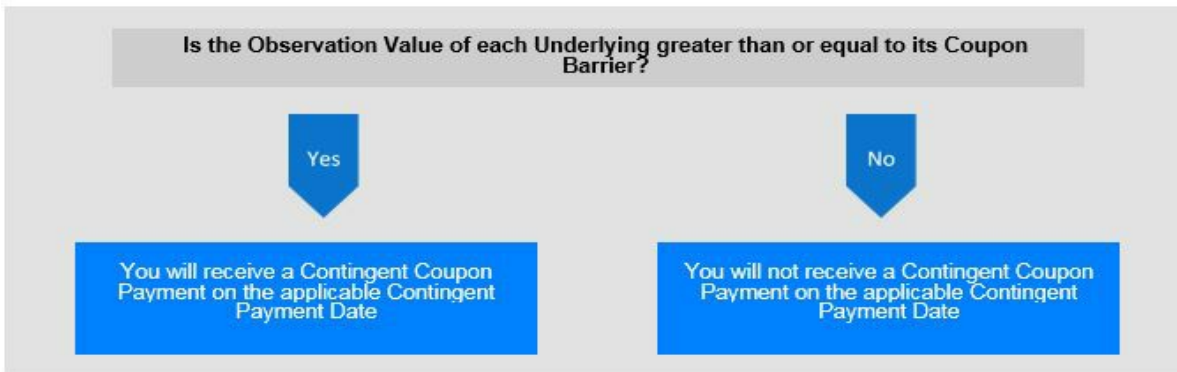 Is the Observation Value of each Underlying greater than or equal to its Coupon
Barrier?
Yes
No
You will receive a Contingent Coupon
Payment on the applicable Contingent
Payment Date
You will not receive a Contingent Coupon
Payment on the applicable Contingent
Payment Date